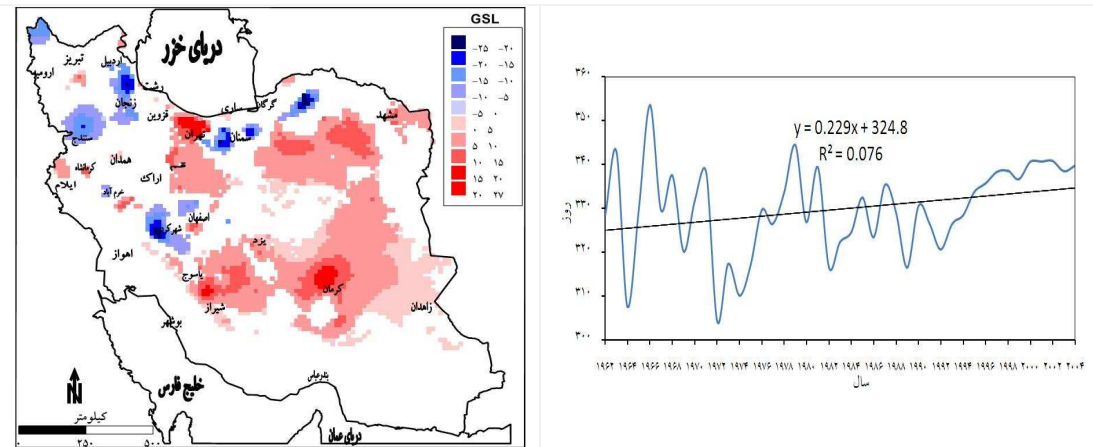 GSL
-۲۵ -۲۰
-۲۰ -۱۵
-۱۵ -۱۰
-۱۰ -۵
-۵ ۰
۰ ۵
۵ ۱۰
۱۰ ۱۵
۱۵ ۲۰
۲۰ ۲۷
دریای خزر
تبریز
اردبیل
ارومیه
رشت
زنجان
قزوین
ساری
گرگان
مشهد
تهران
سمنان
سنندج
همدان
کرمانشاه
قم
اراک
ایلام
خرم آباد
اصفهان
شهرکرد
یزد
اهواز
یاسوج
کرمان
شیراز
زاهدان
بوشهر
بندرعباس
خلیج فارس
دریای عمان
N
کیلومتر
۰ ۲۵۰ ۵۰۰
۳۶۰
۳۵۰
۳۴۰
۳۳۰
۳۲۰
۳۱۰
۳۰۰
روز
y = 0.229x + 324.8
R² = 0.076
۱۹۶۲ ۱۹۶۴ ۱۹۶۶ ۱۹۶۸ ۱۹۷۰ ۱۹۷۲ ۱۹۷۴ ۱۹۷۶ ۱۹۷۸ ۱۹۸۰ ۱۹۸۲ ۱۹۸۴ ۱۹۸۶ ۱۹۸۸ ۱۹۹۰ ۱۹۹۲ ۱۹۹۴ ۱۹۹۶ ۱۹۹۸ ۲۰۰۰ ۲۰۰۲ ۲۰۰۴
سال